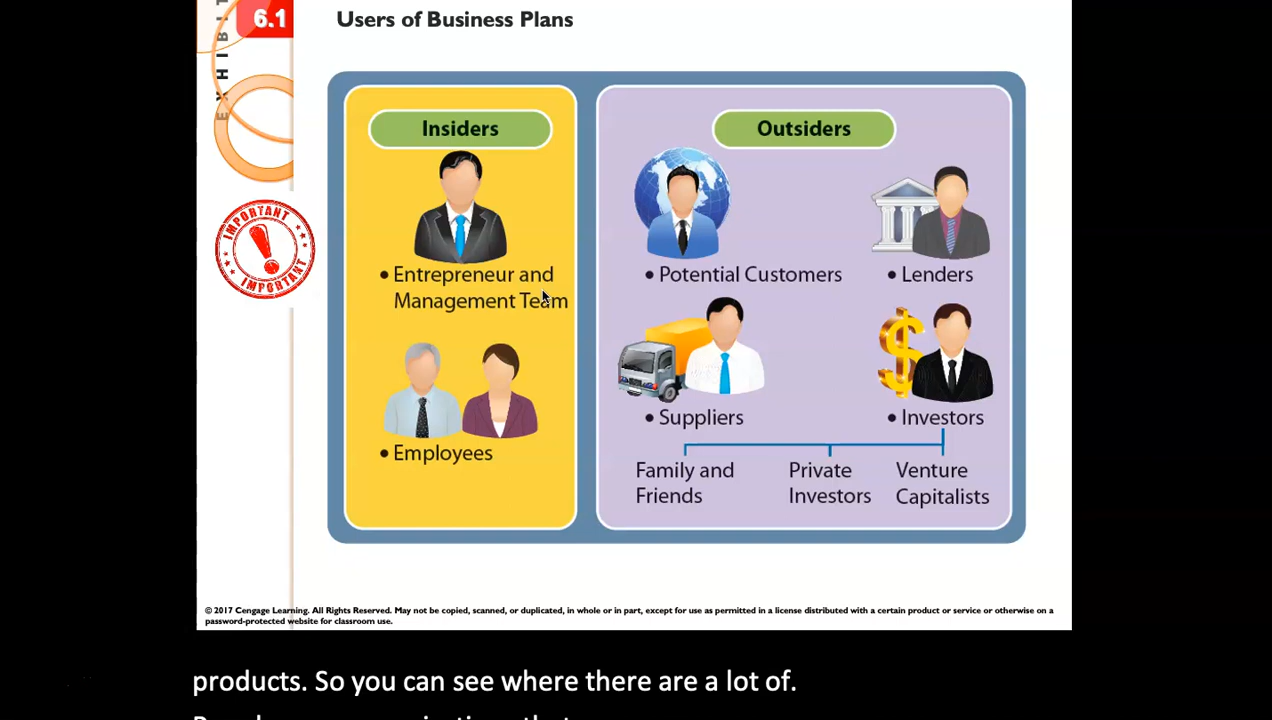 EXHIBIT
6.1
Users of Business Plans
Insiders
• Entrepreneur and
Management Team
• Employees
Outsiders
• Potential Customers
• Lenders
• Suppliers
• Investors
Family and
Friends
Private
Investors
Venture
Capitalists
IMPORTANT
IMPORTANT
© 2017 Cengage Learning. All Rights Reserved. May not be copied, scanned, or duplicated, in whole or in part, except for use as permitted in a license distributed with a certain product or service or otherwise on a
password-protected website for classroom use.
products. So you can see where there are a lot of.